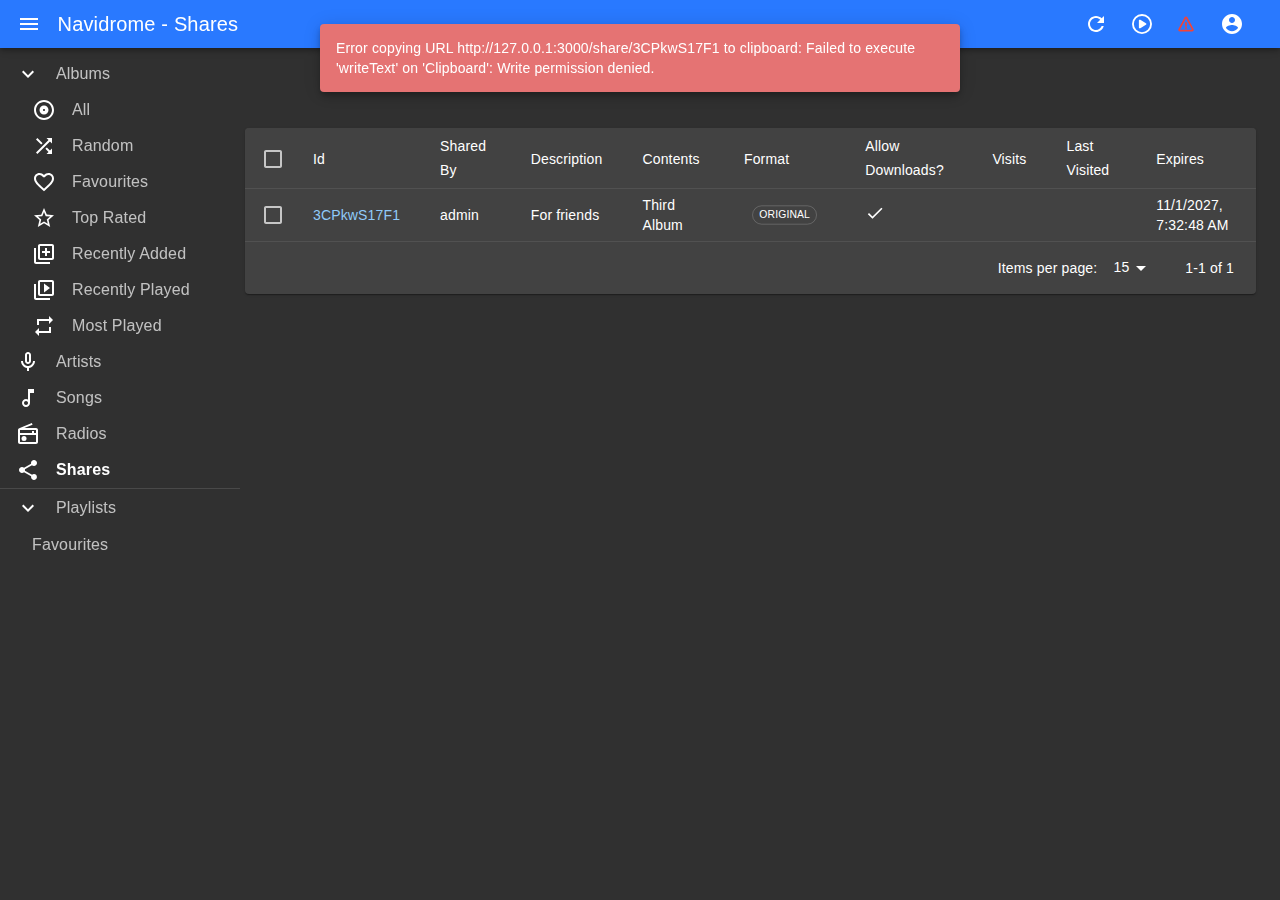 Navidrome - Shares
Error copying URL http://127.0.0.1:3000/share/3CPkwS17F1 to clipboard: Failed to execute
'writeText' on 'Clipboard': Write permission denied.
Albums
All
Random
Favourites
Top Rated
Recently Added
Recently Played
Most Played
Artists
Songs
Radios
Shares
Playlists
Favourites
Id
Shared
By
Description
Contents
Format
Allow
Downloads?
Visits
Last
Visited
Expires
3CPkwS17F1
admin
For friends
Third
Album
ORIGINAL
11/1/2027,
7:32:48 AM
Items per page:
15
1-1 of 1